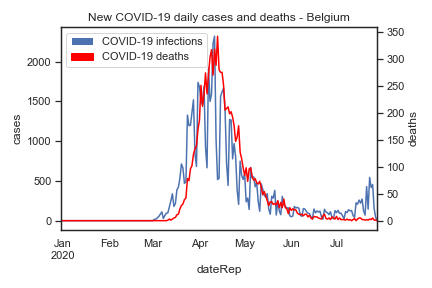 New COVID-19 daily cases and deaths - Belgium
COVID-19 infections
COVID-19 deaths
cases
2000
1500
1000
500
0
deaths
350
300
250
200
150
100
50
0
Jan Feb Mar Apr May Jun Jul
2020
dateRep